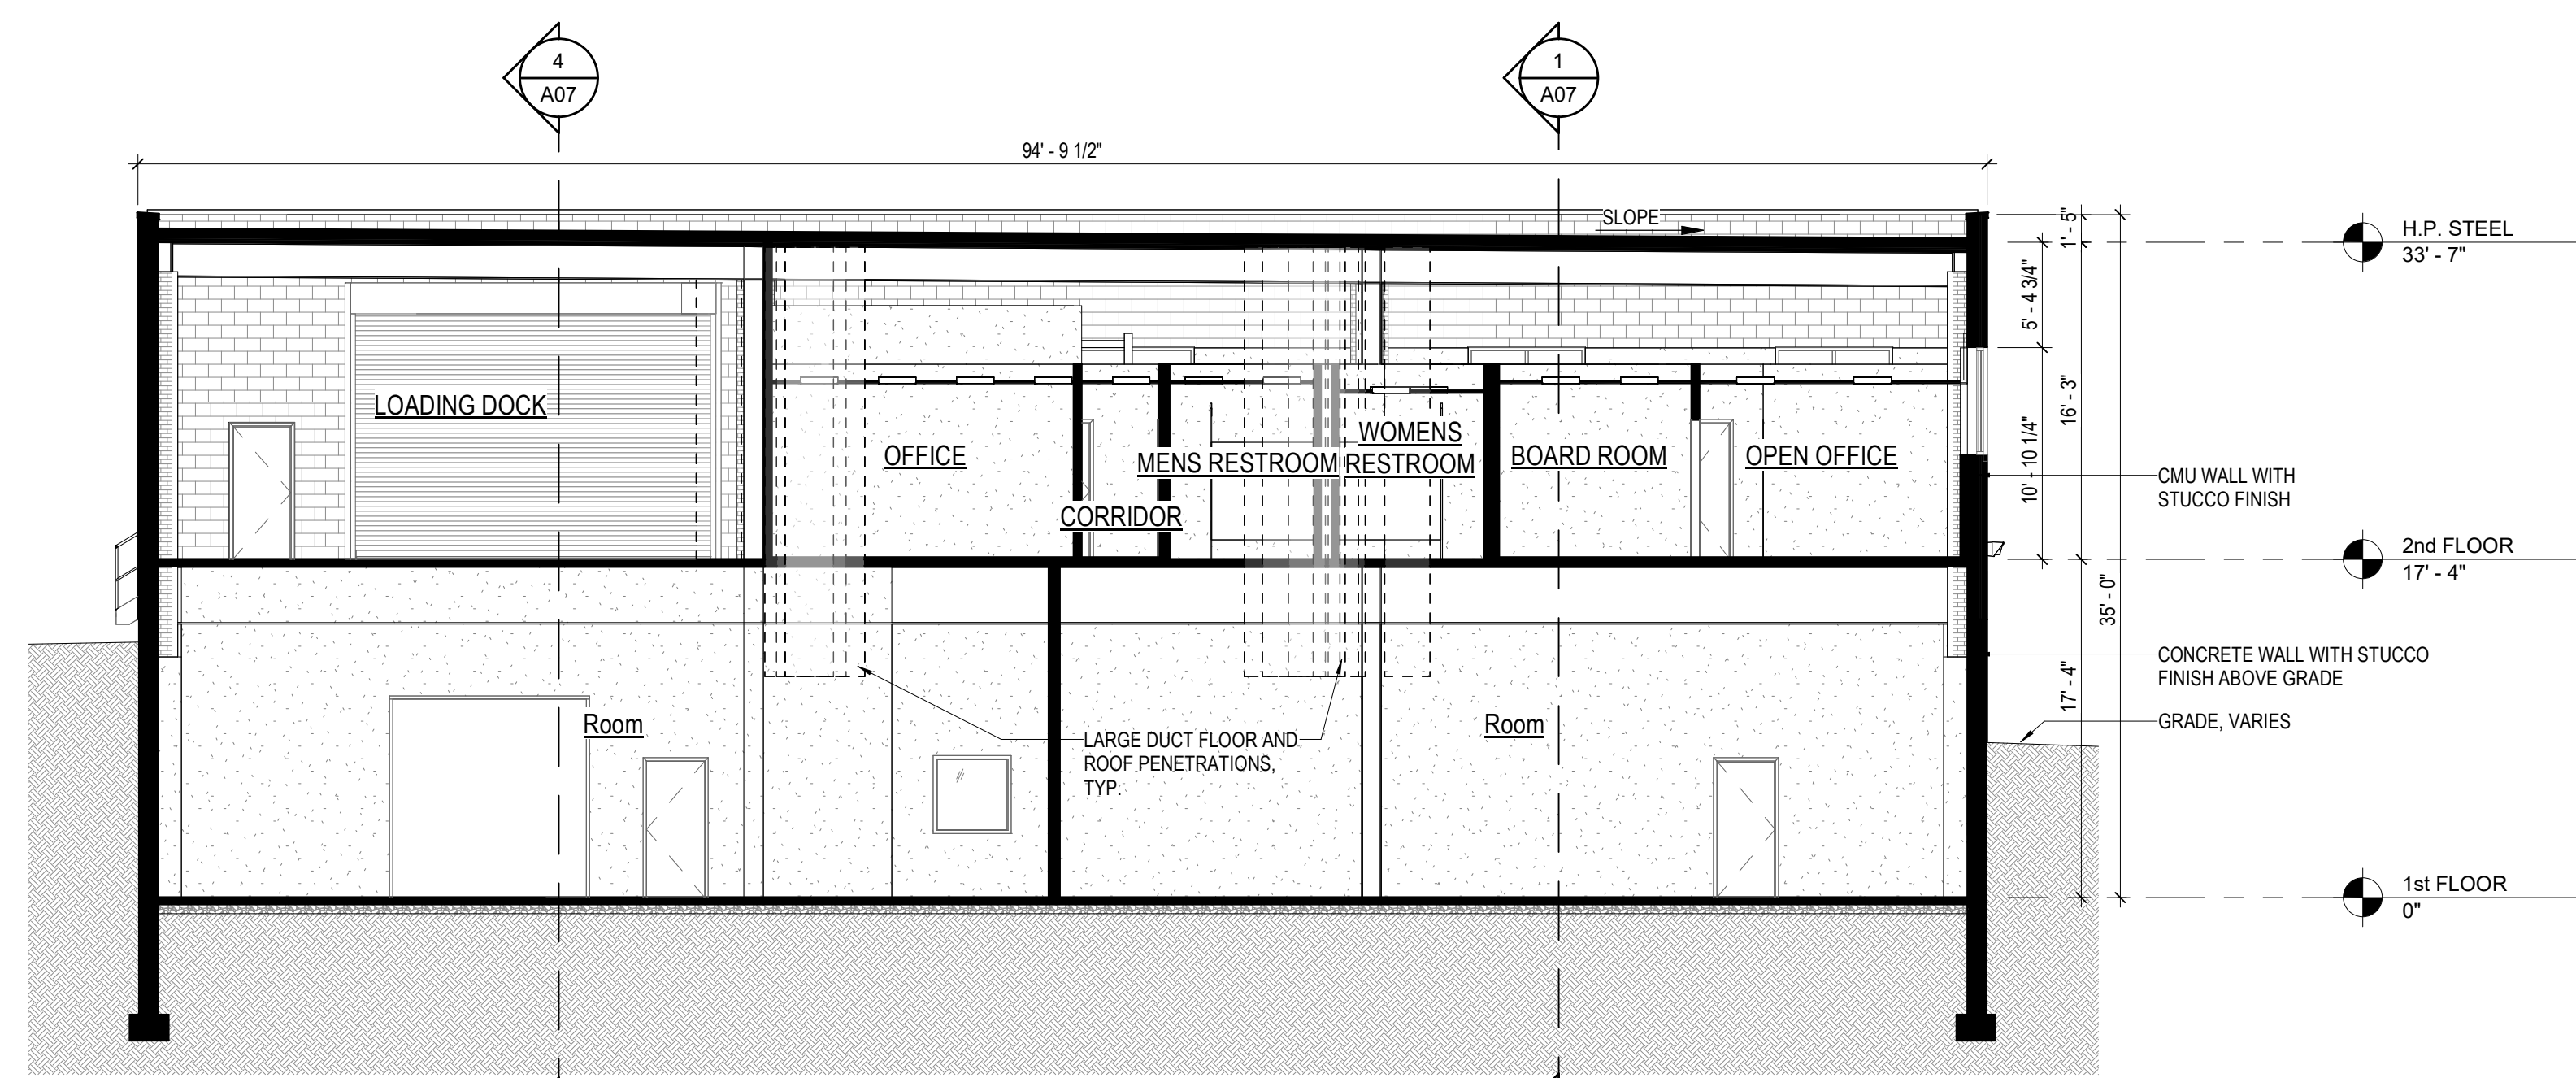 4
A07
1
A07
94' - 9 1/2"
SLOPE
1' - 5"
H.P. STEEL
33' - 7"
5' - 4 3/4"
16' - 3"
10' - 10 1/4"
LOADING DOCK
OFFICE
CORRIDOR
MENS RESTROOM
WOMENS
RESTROOM
BOARD ROOM
OPEN OFFICE
CMU WALL WITH
STUCCO FINISH
2nd FLOOR
17' - 4"
35' - 0"
CONCRETE WALL WITH STUCCO
FINISH ABOVE GRADE
17' - 4"
GRADE, VARIES
Room
LARGE DUCT FLOOR AND
ROOF PENETRATIONS,
TYP.
Room
1st FLOOR
0"